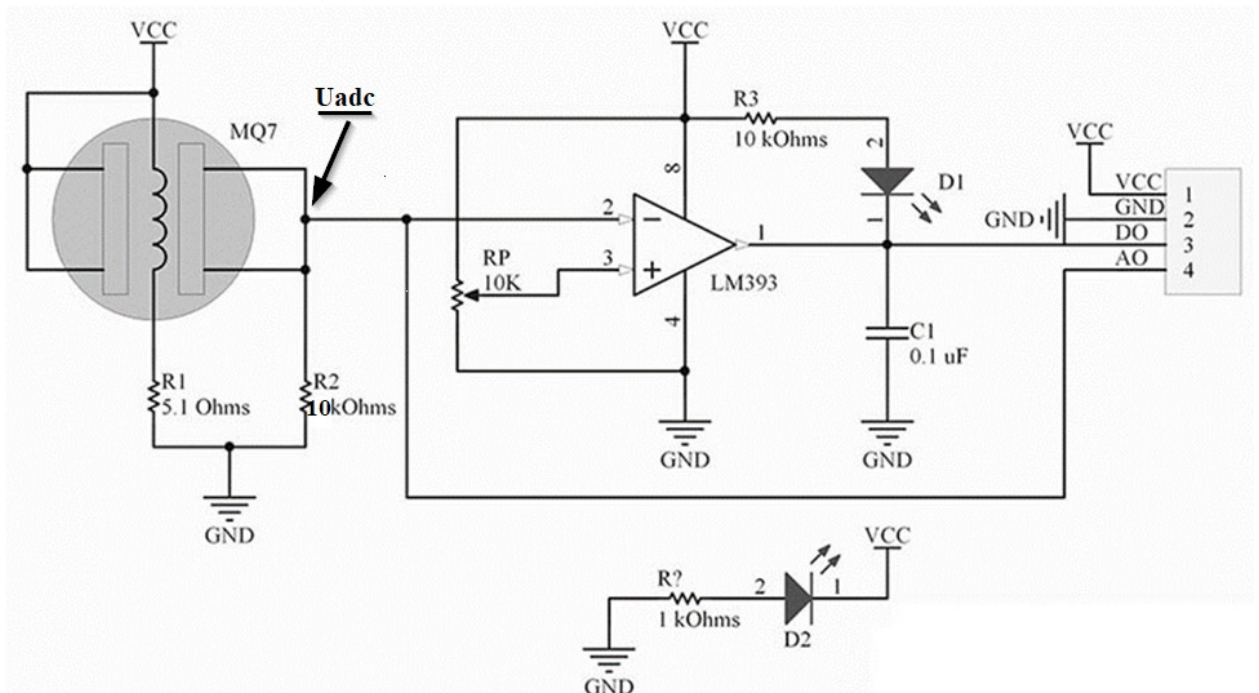 VCC
VCC
Uadc
R3
10 kOhms
MQ7
VCC
2
8
D1
VCC
1
GND
2
DO
3
AO
4
GND
1
2
−
1
3
+
LM393
RP
10K
4
C1
0.1 uF
R1
5.1 Ohms
R2
10kOhms
GND
GND
GND
VCC
R?
1 kOhms
2
1
D2
GND